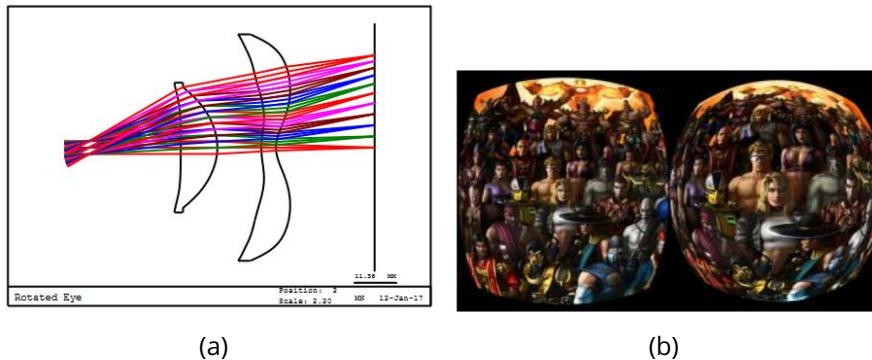 11.36 MM
Rotated Eye
Position: 2
Scale: 2.20 MM 12-Jan-17
(a)
(b)